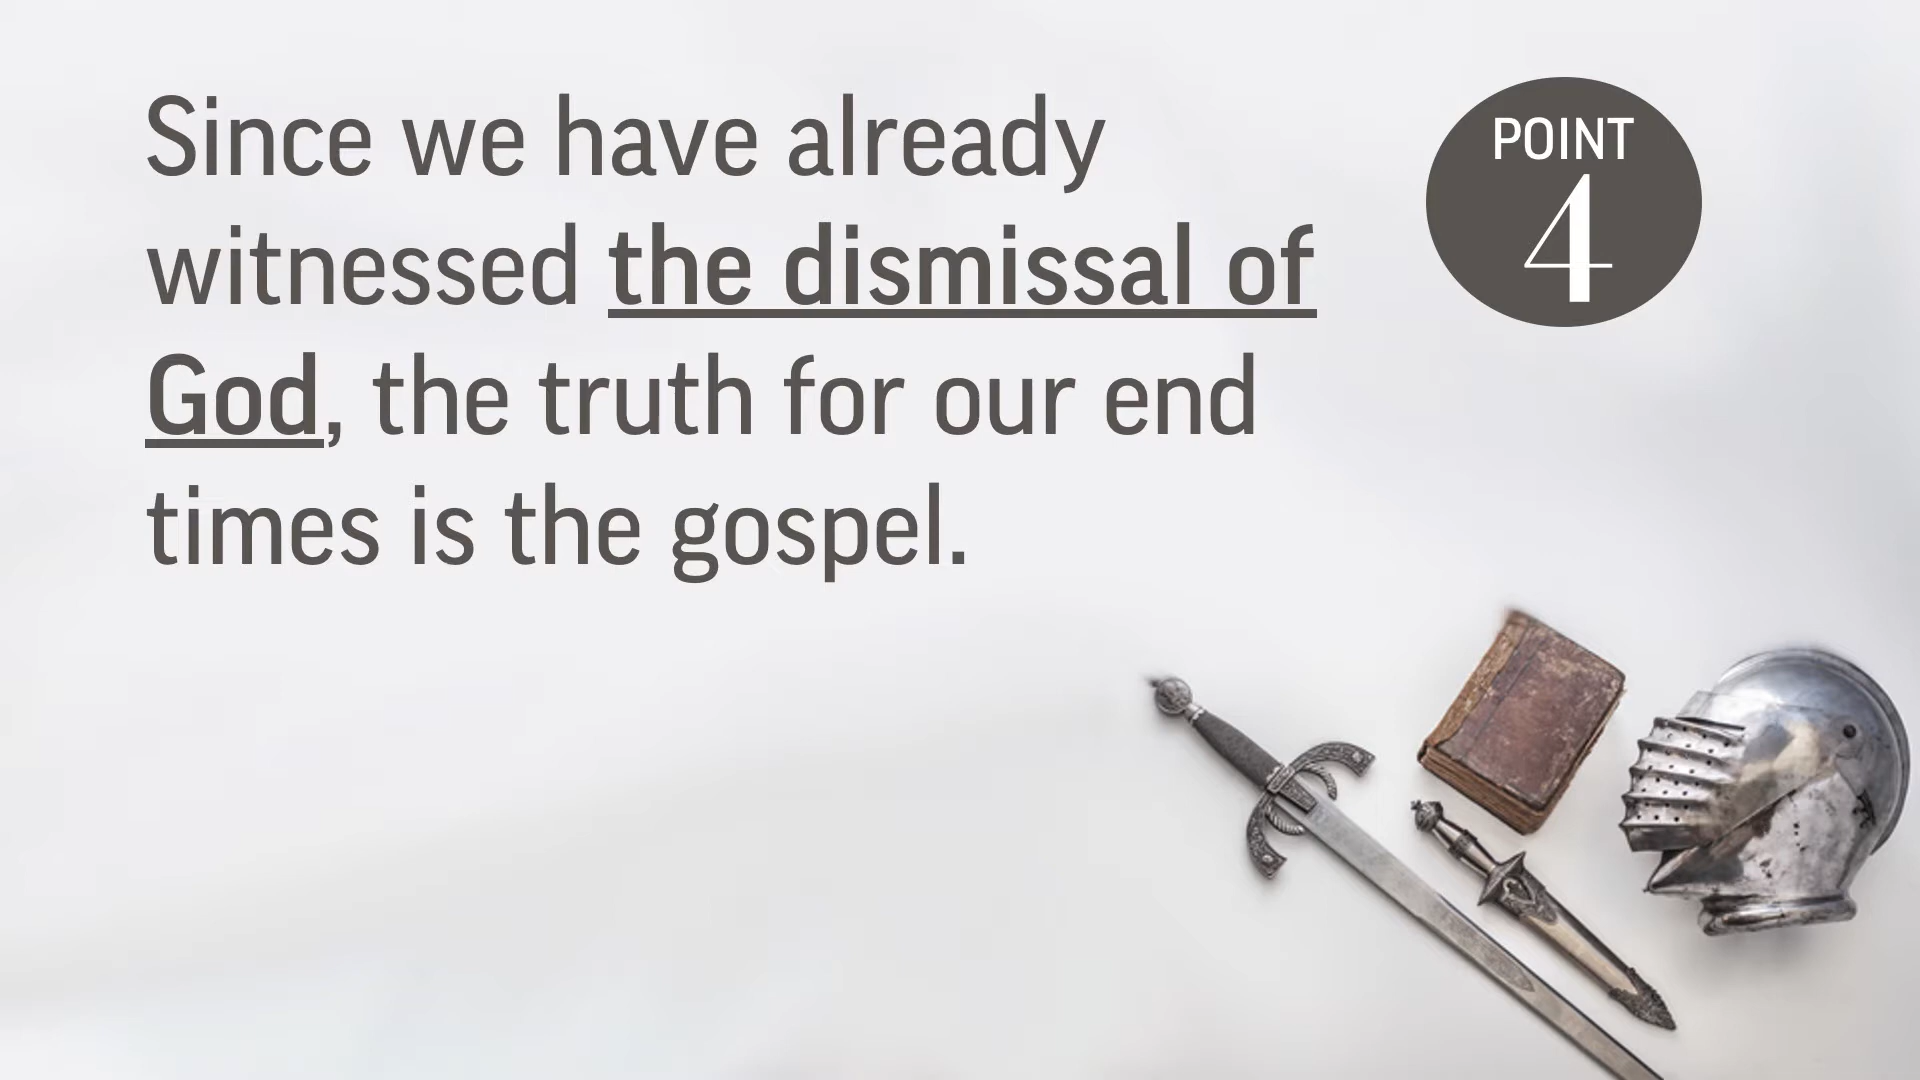 Since we have already
witnessed the dismissal of
God, the truth for our end
times is the gospel.
POINT
4